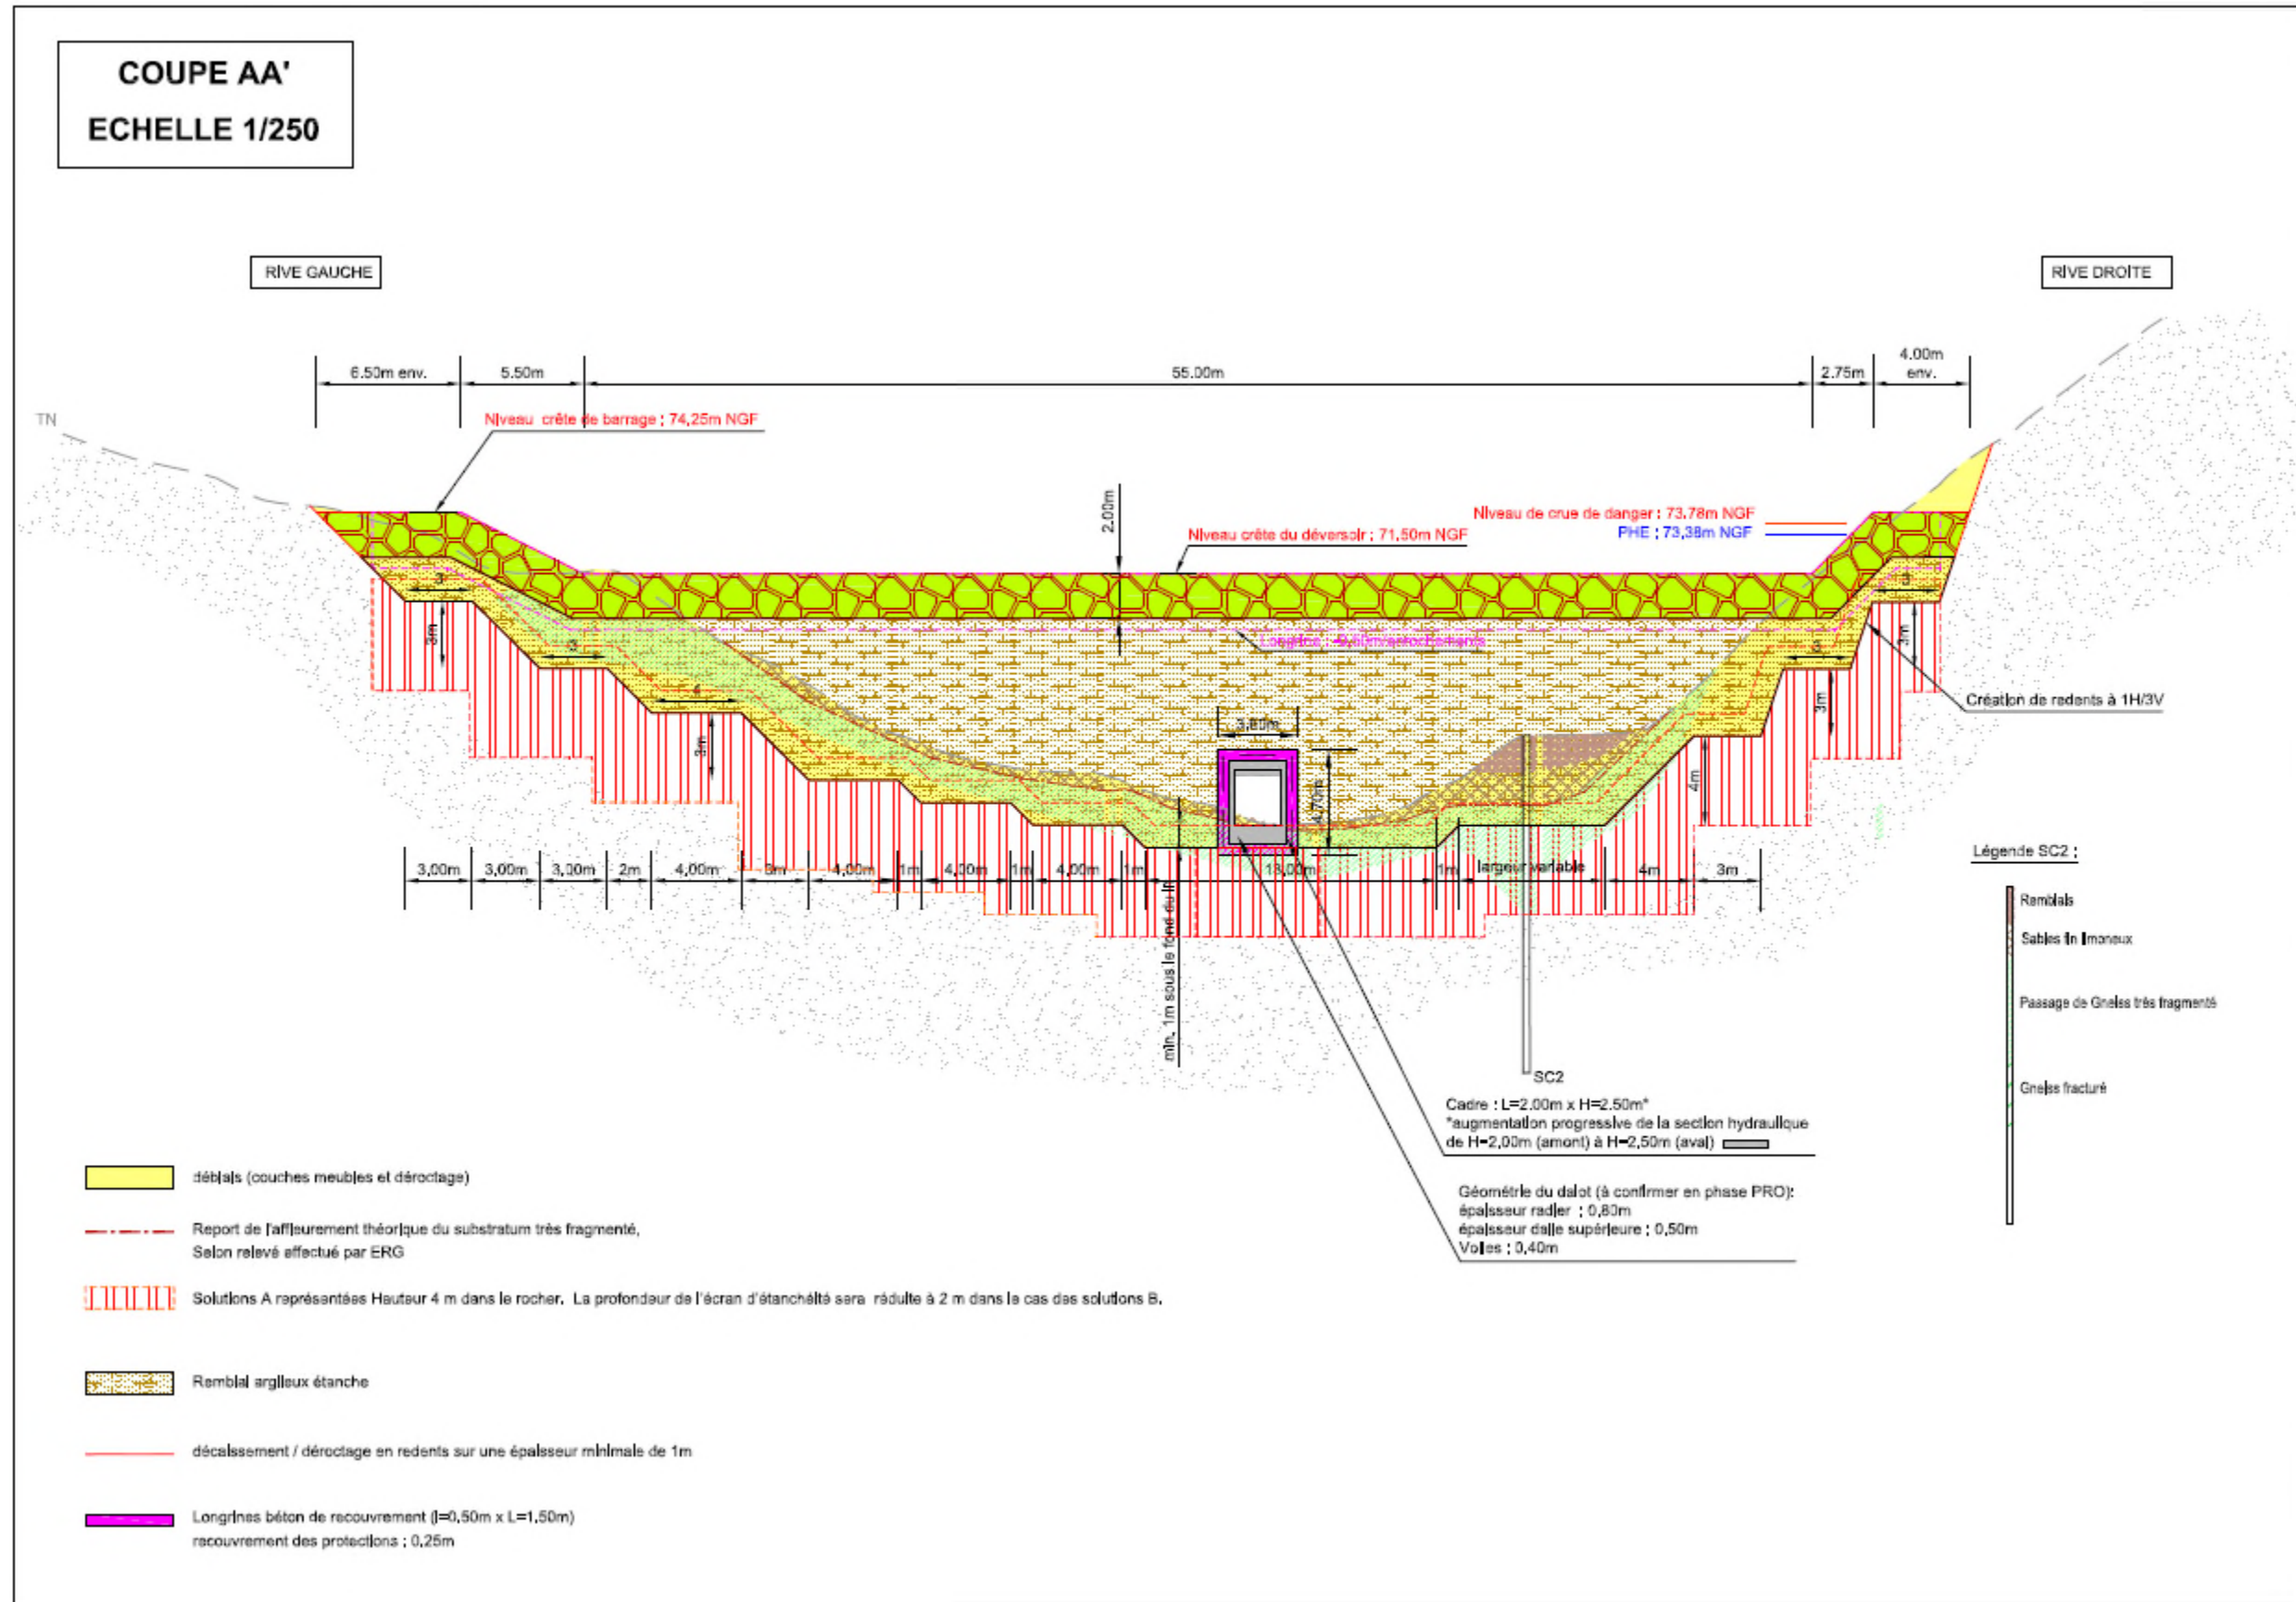 COUPE AA'
ECHELLE 1/250
RIVE GAUCHE
RIVE DROITE
6.50m env.
5.50m
55.00m
2.75m
4.00m
env.
TN
Niveau crête de barrage : 74,25m NGF
2.00m
Niveau crête du déversoir : 71,50m NGF
Niveau de crue de danger : 73,78m NGF
PHE : 73,38m NGF
3
3m
3
4
3m
3
3m
3
3m
4m
3,80m
4,70m
Création de redents à 1H/3V
3,00m
3,00m
3,00m
2m
4,00m
3m
4,00m
1m
4,00m
1m
4,00m
1m
13,00m
1m
largeur variable
4m
3m
min. 1m sous le fond du lit
SC2
Légende SC2 :
Remblais
Sables fin limoneux
Passage de Gneiss très fragmenté
Gneiss fracturé
Cadre : L=2.00m x H=2.50m*
*augmentation progressive de la section hydraulique
de H=2,00m (amont) à H=2,50m (aval)
Géométrie du dalot (à confirmer en phase PRO):
épaisseur radier : 0,80m
épaisseur dalle supérieure : 0,50m
Voiles : 0,40m
déblais (couches meubles et déroctage)
Report de l'affleurement théorique du substratum très fragmenté,
Selon relevé effectué par ERG
Solutions A représentées Hauteur 4 m dans le rocher. La profondeur de l'écran d'étanchéité sera réduite à 2 m dans le cas des solutions B.
Remblai argileux étanche
décaissement / déroctage en redents sur une épaisseur minimale de 1m
Longrines béton de recouvrement (l=0,50m x L=1,50m)
recouvrement des protections : 0,25m